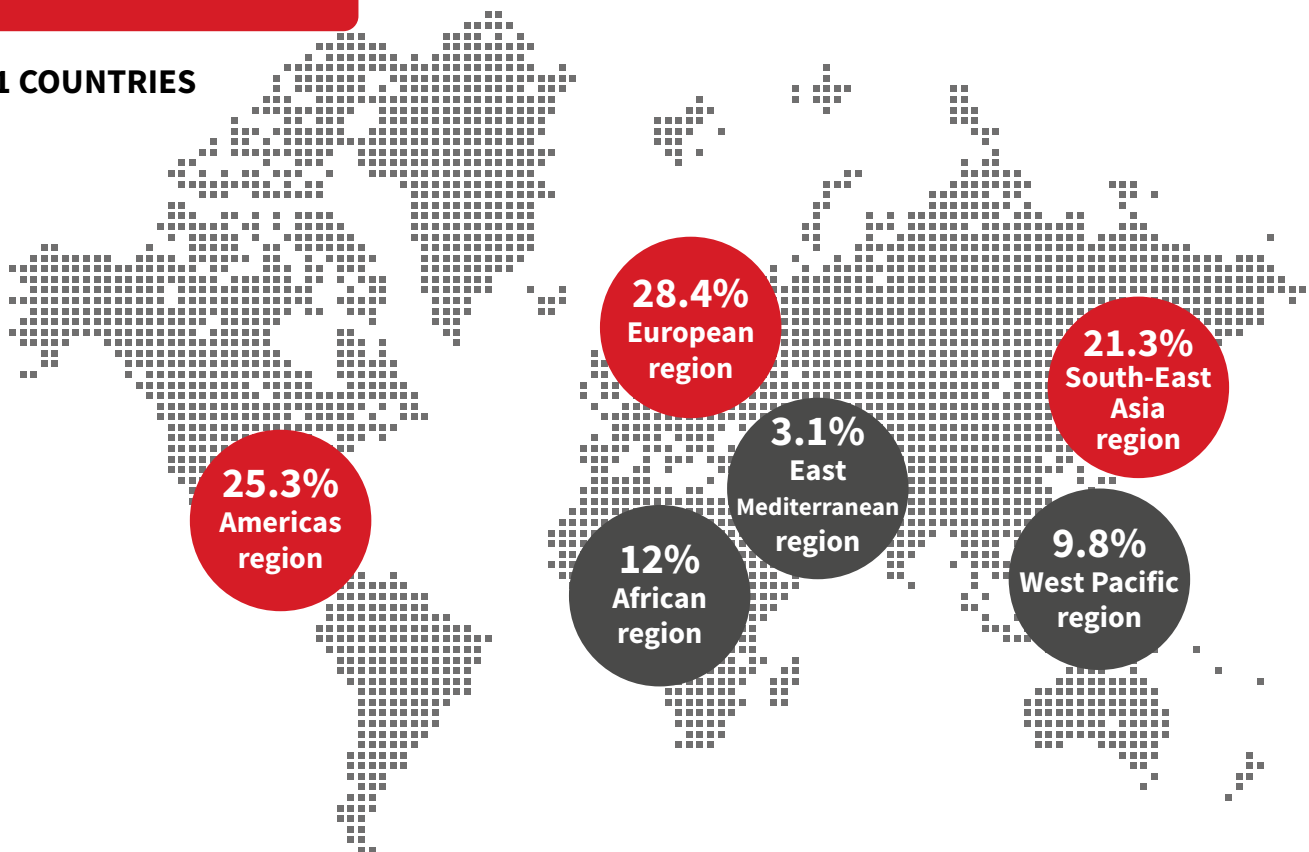 1 COUNTRIES
28.4%
European
region
21.3%
South-East
Asia
region
3.1%
East
Mediterranean
region
25.3%
Americas
region
12%
African
region
9.8%
West Pacific
region